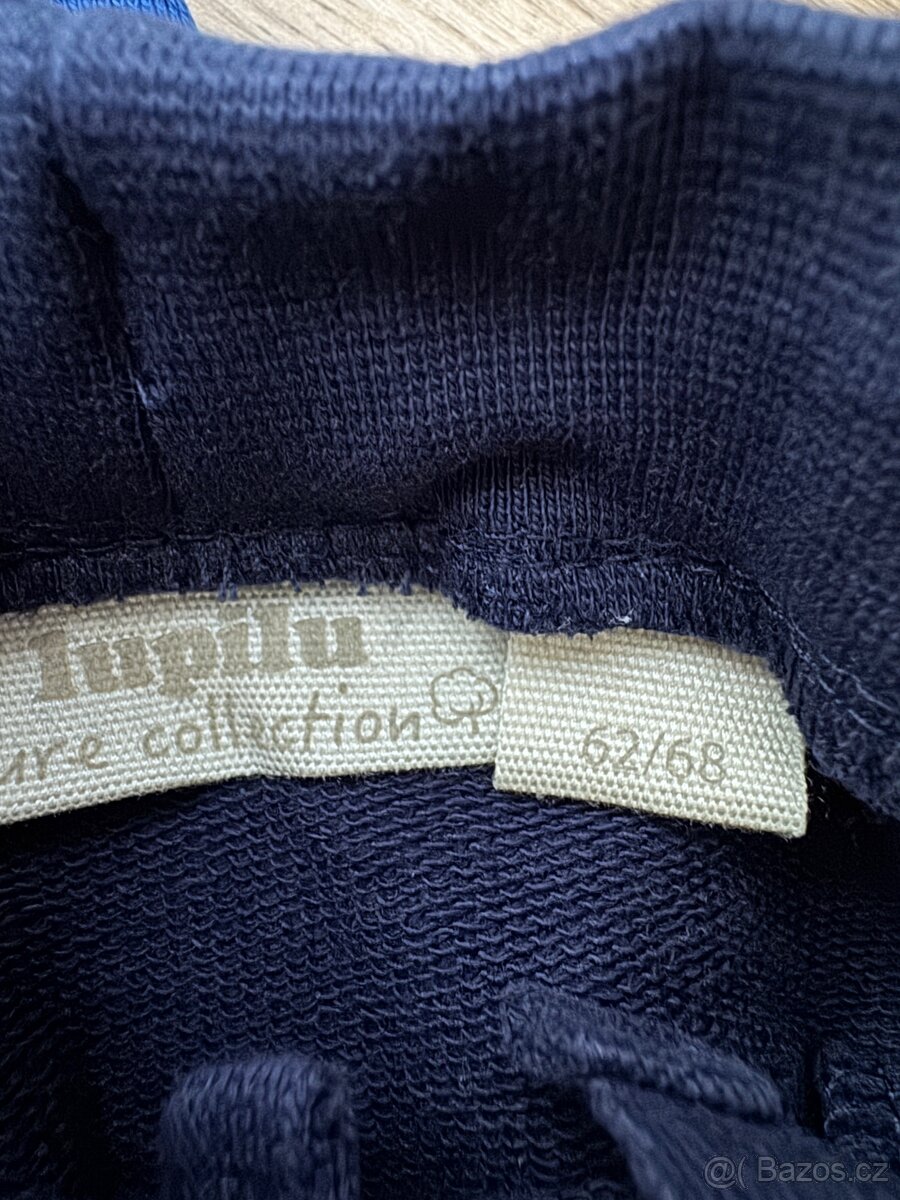 lupilu
ure collection
62/68
@( Bazos.cz